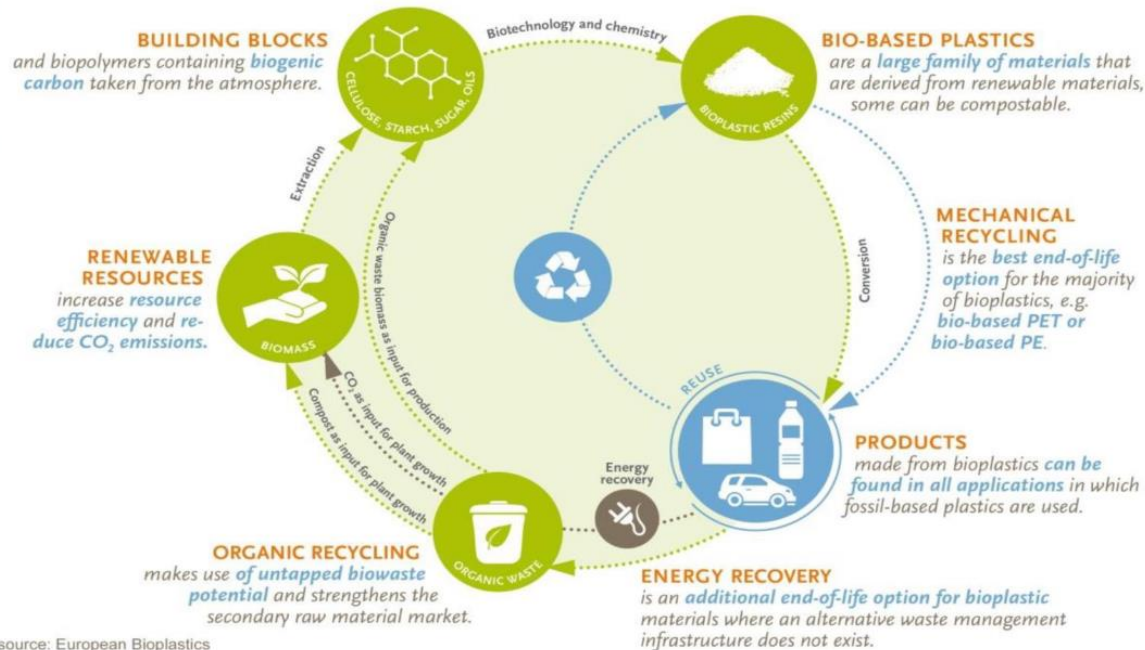 BUILDING BLOCKS
and biopolymers containing biogenic
carbon taken from the atmosphere.
CELLULOSE, STARCH, SUGAR, OILS
Biotechnology and chemistry
BIOPLASTIC RESINS
BIO-BASED PLASTICS
are a large family of materials that
are derived from renewable materials,
some can be compostable.
Extraction
Organic waste biomass as input for production
Conversion
MECHANICAL
RECYCLING
is the best end-of-life
option for the majority
of bioplastics, e.g.
bio-based PET or
bio-based PE.
RENEWABLE
RESOURCES
increase resource
efficiency and re-
duce CO₂ emissions.
BIOMASS
CO₂ as input for plant growth
Compost as input for plant growth
REUSE
PRODUCTS
made from bioplastics can be
found in all applications in which
fossil-based plastics are used.
Energy
recovery
ORGANIC WASTE
ORGANIC RECYCLING
makes use of untapped biowaste
potential and strengthens the
secondary raw material market.
ENERGY RECOVERY
is an additional end-of-life option for bioplastic
materials where an alternative waste management
infrastructure does not exist.
source: European Bioplastics